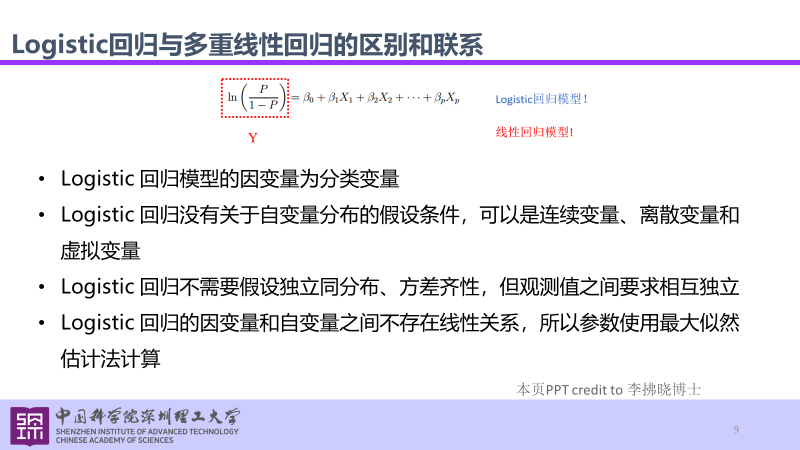 Logistic回归与多重线性回归的区别和联系
ln(P/(1−P)) = β0 + β1X1 + β2X2 + ··· + βpXp
Logistic回归模型！
Y
线性回归模型!
• Logistic 回归模型的因变量为分类变量
• Logistic 回归没有关于自变量分布的假设条件，可以是连续变量、离散变量和
虚拟变量
• Logistic 回归不需要假设独立同分布、方差齐性，但观测值之间要求相互独立
• Logistic 回归的因变量和自变量之间不存在线性关系，所以参数使用最大似然
估计法计算
本页PPT credit to 李拂晓博士
中国科学院深圳理工大学
SHENZHEN INSTITUTE OF ADVANCED TECHNOLOGY
CHINESE ACADEMY OF SCIENCES
9